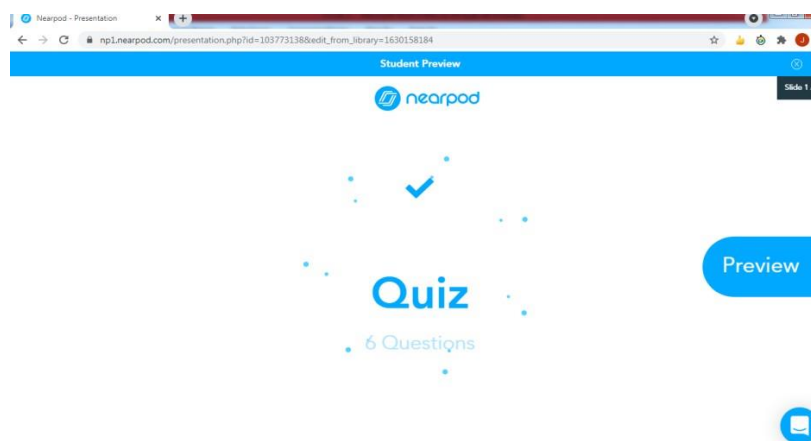 Nearpod - Presentation
np1.nearpod.com/presentation.php?id=103773138&edit_from_library=1630158184
Student Preview
nearpod
Slide 1
Quiz
6 Questions
Preview
J